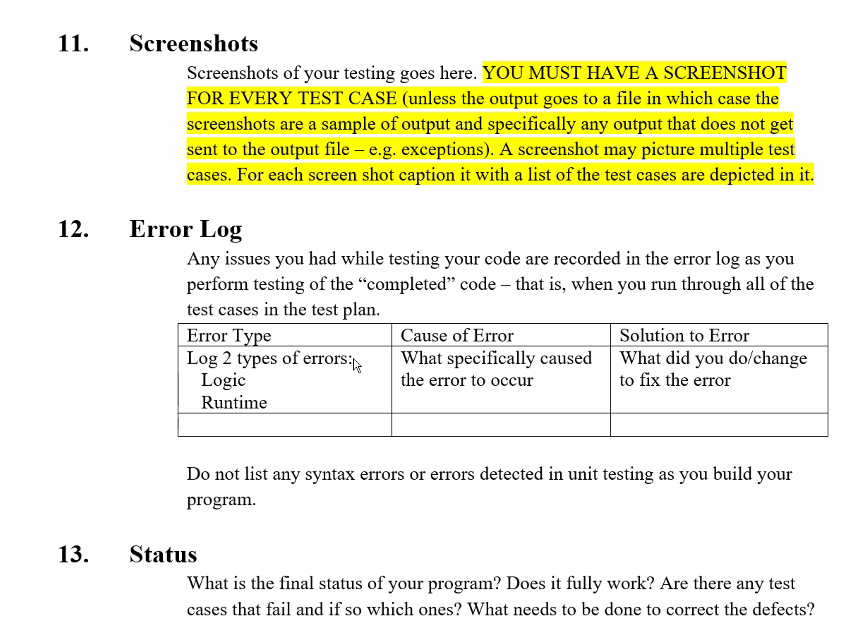 11. Screenshots
Screenshots of your testing goes here. YOU MUST HAVE A SCREENSHOT
FOR EVERY TEST CASE (unless the output goes to a file in which case the
screenshots are a sample of output and specifically any output that does not get
sent to the output file – e.g. exceptions). A screenshot may picture multiple test
cases. For each screen shot caption it with a list of the test cases are depicted in it.
12. Error Log
Any issues you had while testing your code are recorded in the error log as you
perform testing of the “completed” code – that is, when you run through all of the
test cases in the test plan.
Error Type Cause of Error Solution to Error
Log 2 types of errors: What specifically caused What did you do/change
Logic the error to occur to fix the error
Runtime
Do not list any syntax errors or errors detected in unit testing as you build your
program.
13. Status
What is the final status of your program? Does it fully work? Are there any test
cases that fail and if so which ones? What needs to be done to correct the defects?